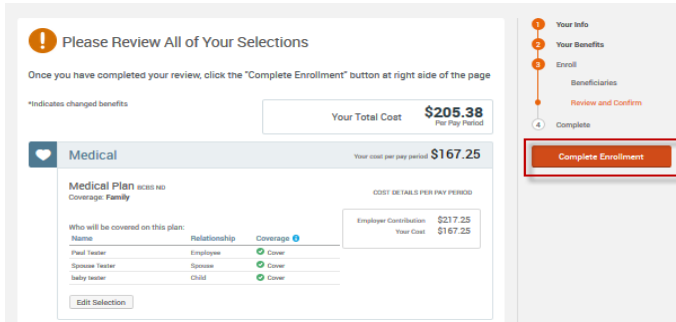 Please Review All of Your Selections
Once you have completed your review, click the "Complete Enrollment" button at right side of the page
*Indicates changed benefits
Your Total Cost $205.38
Per Pay Period
Medical Your cost per pay period $167.25
Medical Plan BCBS ND
Coverage: Family
COST DETAILS PER PAY PERIOD
Employer Contribution $217.25
Your Cost $167.25
Who will be covered on this plan:
Name Relationship Coverage
Paul Tester Employee Cover
Spouse Tester Spouse Cover
baby tester Child Cover
Edit Selection
1 Your Info
2 Your Benefits
3 Enroll
Beneficiaries
Review and Confirm
4 Complete
Complete Enrollment